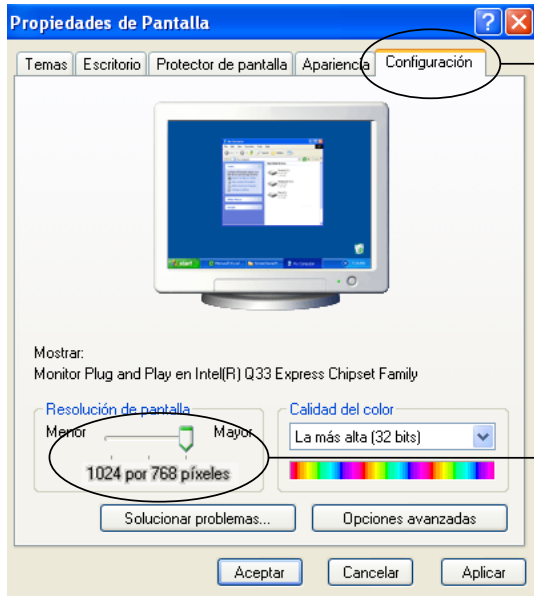 Propiedades de Pantalla
Temas Escritorio Protector de pantalla Apariencia Configuración
start
Mostrar:
Monitor Plug and Play en Intel(R) Q33 Express Chipset Family
Resolución de pantalla
Menor Mayor
1024 por 768 píxeles
Calidad del color
La más alta (32 bits)
Solucionar problemas... Opciones avanzadas
Aceptar Cancelar Aplicar